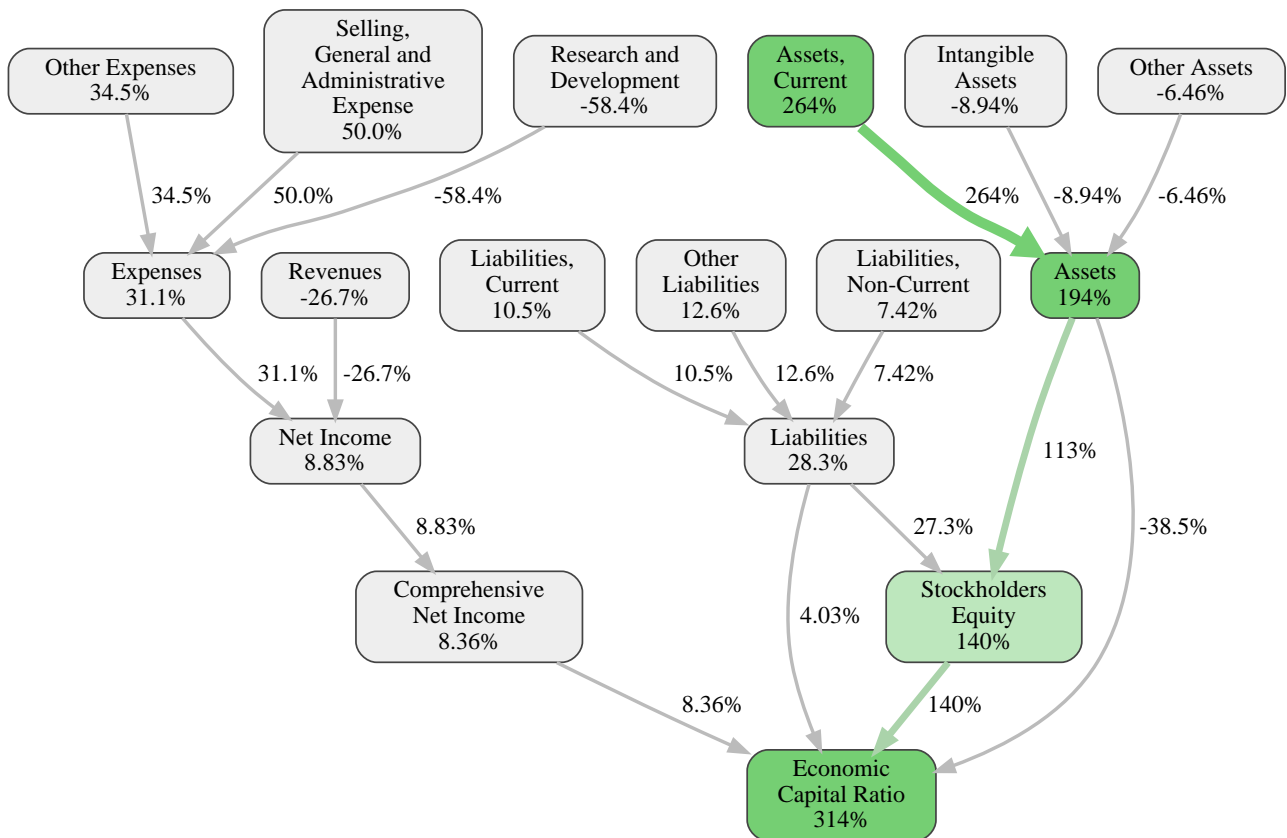 Other Expenses
34.5%
Selling,
General and
Administrative
Expense
50.0%
Research and
Development
-58.4%
Assets,
Current
264%
Intangible
Assets
-8.94%
Other Assets
-6.46%
34.5%
50.0%
-58.4%
264%
-8.94%
-6.46%
Expenses
31.1%
Revenues
-26.7%
Liabilities,
Current
10.5%
Other
Liabilities
12.6%
Liabilities,
Non-Current
7.42%
Assets
194%
31.1%
-26.7%
10.5%
12.6%
7.42%
Net Income
8.83%
Liabilities
28.3%
113%
8.83%
27.3%
-38.5%
Comprehensive
Net Income
8.36%
4.03%
Stockholders
Equity
140%
8.36%
140%
Economic
Capital Ratio
314%